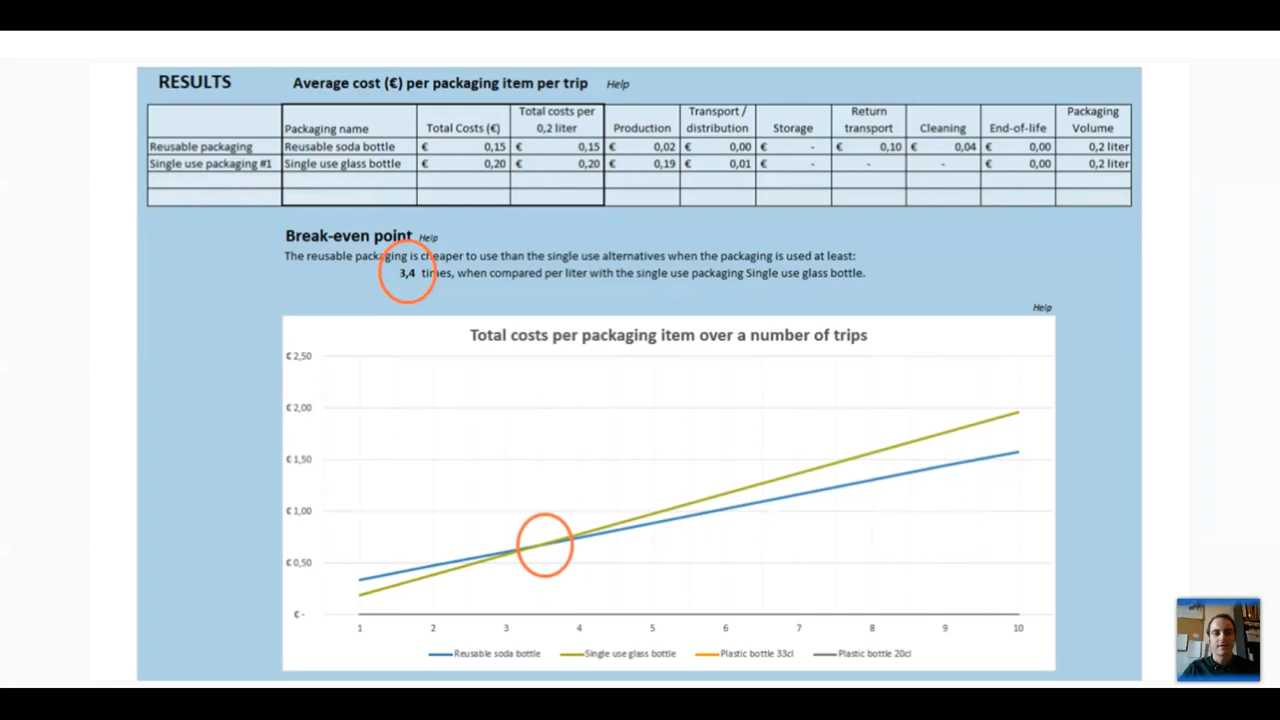 RESULTS Average cost (€) per packaging item per trip Help
Packaging name Total Costs (€) Total costs per 0,2 liter Production Transport / distribution Storage Return transport Cleaning End-of-life Packaging Volume
Reusable packaging Reusable soda bottle € 0,15 € 0,15 € 0,02 € 0,00 € - € 0,10 € 0,04 € 0,00 0,2 liter
Single use packaging #1 Single use glass bottle € 0,20 € 0,20 € 0,19 € 0,01 € - - - € 0,00 0,2 liter
Break-even point Help
The reusable packaging is cheaper to use than the single use alternatives when the packaging is used at least:
3,4 times, when compared per liter with the single use packaging Single use glass bottle.
Help
Total costs per packaging item over a number of trips
€ 2,50
€ 2,00
€ 1,50
€ 1,00
€ 0,50
€ -
1 2 3 4 5 6 7 8 9 10
Reusable soda bottle Single use glass bottle Plastic bottle 33cl Plastic bottle 20cl